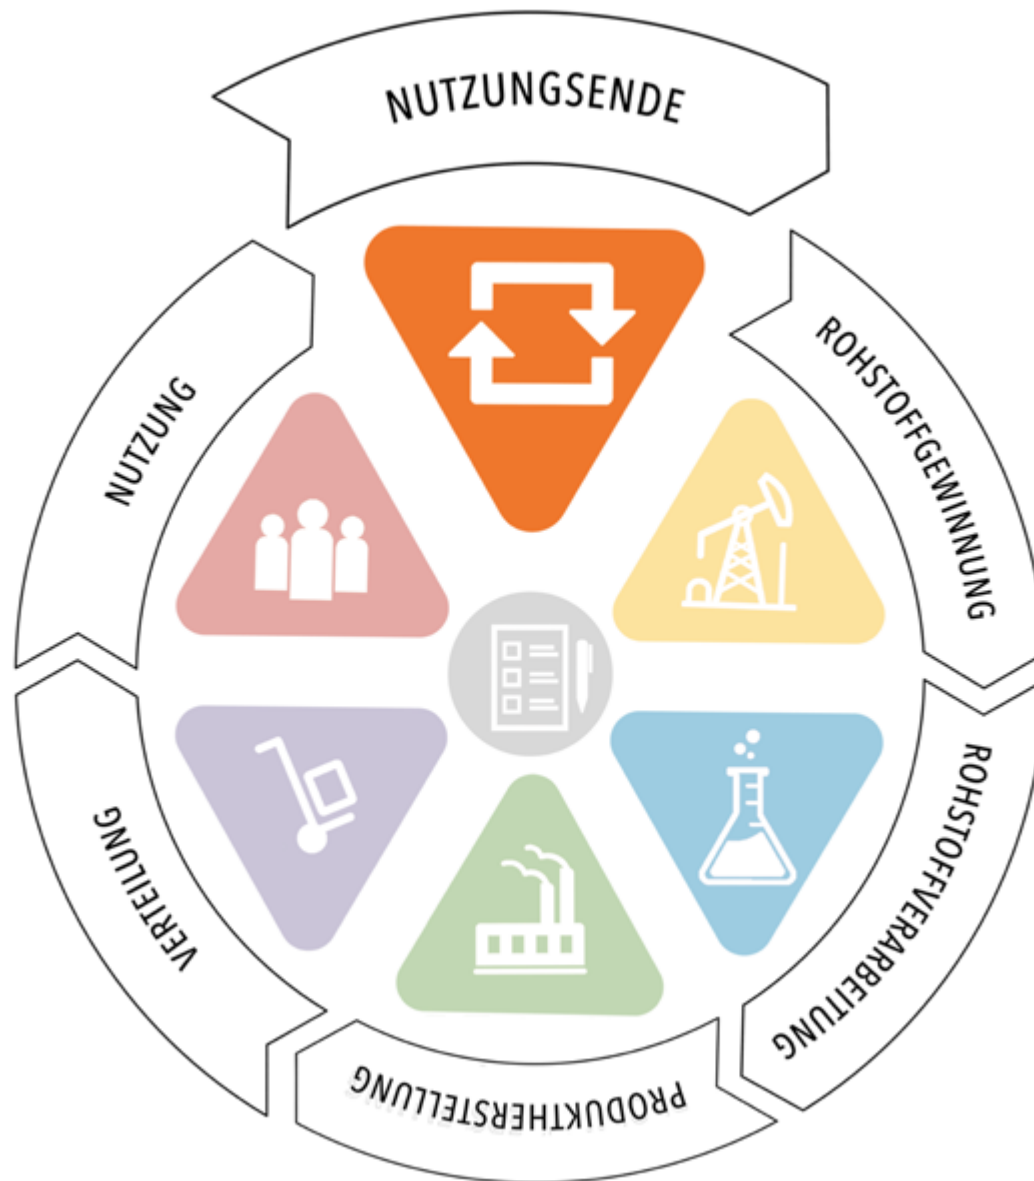 NUTZUNGSENDE
ROHSTOFFGEWINNUNG
ROHSTOFFVERARBEITUNG
PRODUKTHERSTELLUNG
VERTEILUNG
NUTZUNG